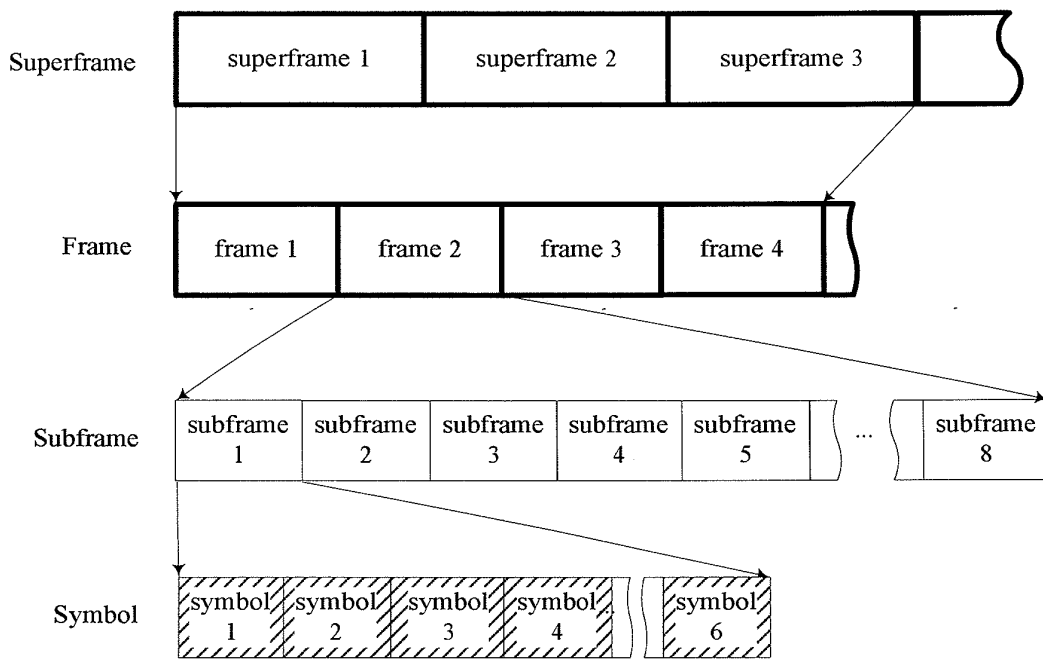 Superframe
superframe 1
superframe 2
superframe 3
Frame
frame 1
frame 2
frame 3
frame 4
Subframe
subframe
1
subframe
2
subframe
3
subframe
4
subframe
5
...
subframe
8
Symbol
symbol
1
symbol
2
symbol
3
symbol
4
symbol
6